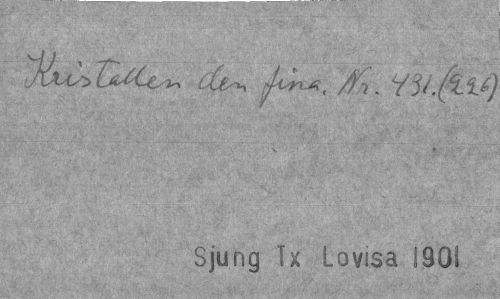 Kristallen den fina. Nr. 431. (226)
Sjung Tx Lovisa 1901